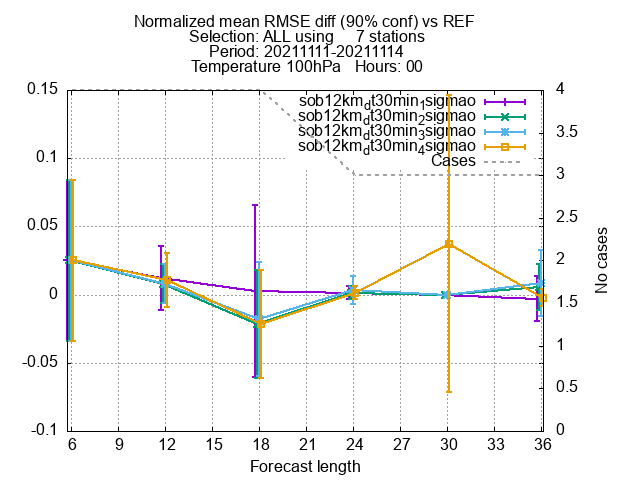 Normalized mean RMSE diff (90% conf) vs REF
Selection: ALL using 7 stations
Period: 20211111-20211114
Temperature 100hPa Hours: 00
sob12km_dt30min_1sigmao
sob12km_dt30min_2sigmao
sob12km_dt30min_3sigmao
sob12km_dt30min_4sigmao
Cases
0.15
0.1
0.05
0
-0.05
-0.1
4
3.5
3
2.5
2
1.5
1
0.5
0
No cases
6 9 12 15 18 21 24 27 30 33 36
Forecast length